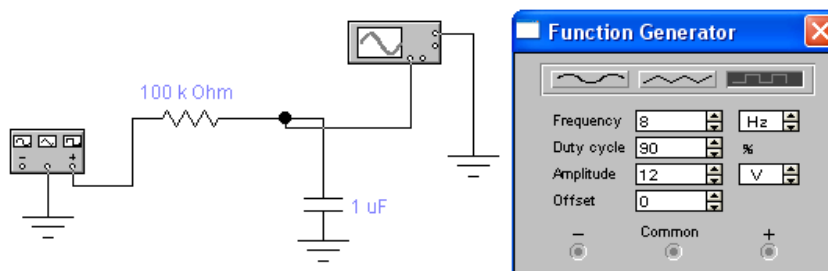 Function Generator
100 k Ohm
1 uF
Frequency 8 Hz
Duty cycle 90 %
Amplitude 12 V
Offset 0
− Common +
− +